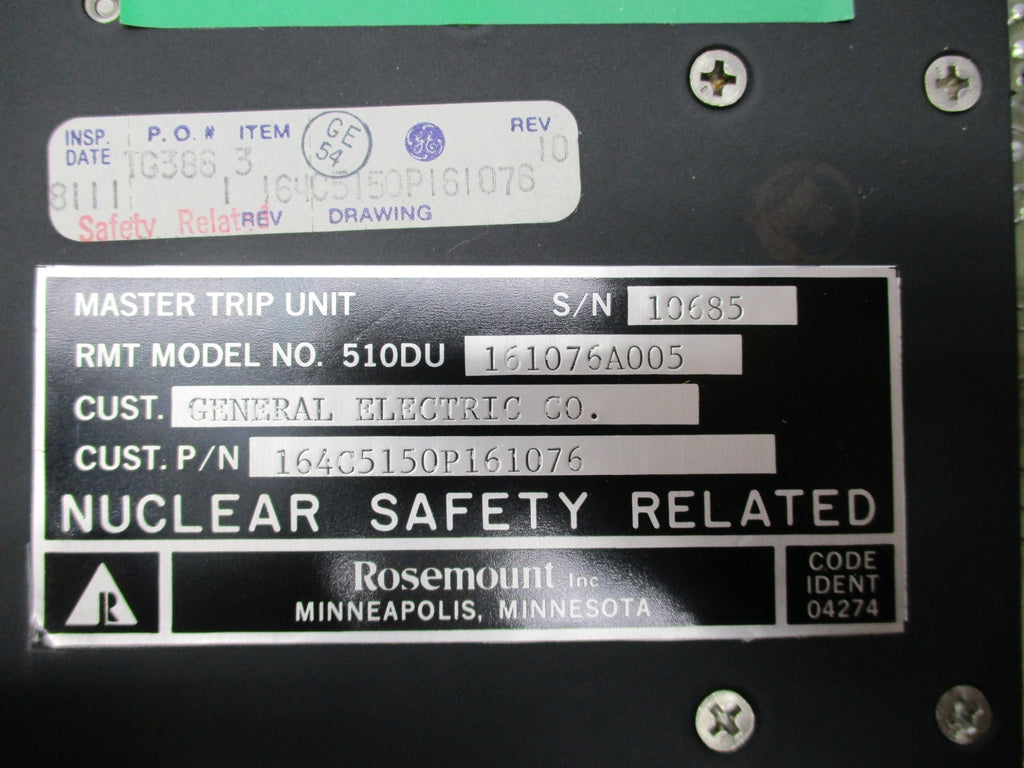 INSP. DATE P.O.# ITEM GE 54 GE REV
TG386 3 10
8111 1 164C5150P161076
Safety Related REV DRAWING
MASTER TRIP UNIT S/N 10685
RMT MODEL NO. 510DU 161076A005
CUST. GENERAL ELECTRIC CO.
CUST. P/N 164C5150P161076
NUCLEAR SAFETY RELATED
R
Rosemount Inc
MINNEAPOLIS, MINNESOTA
CODE
IDENT
04274